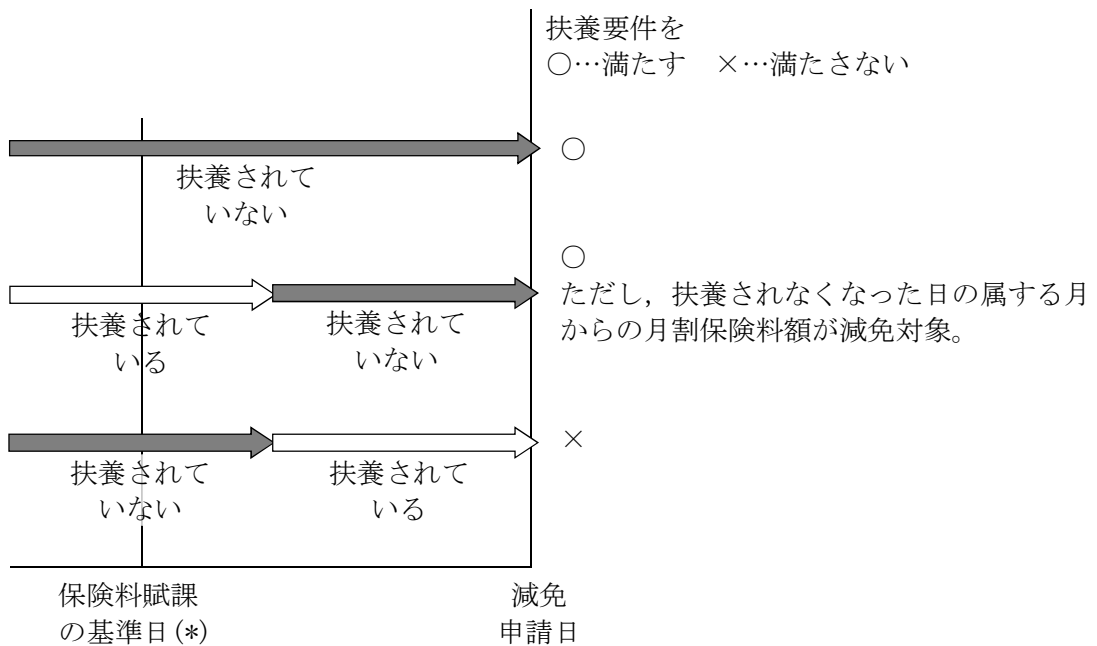 扶養要件を
○…満たす　×…満たさない
○
扶養されて
いない
○
ただし，扶養されなくなった日の属する月
からの月割保険料額が減免対象。
扶養されて
いる
扶養されて
いない
×
扶養されて
いない
扶養されて
いる
保険料賦課
の基準日(*)
減免
申請日